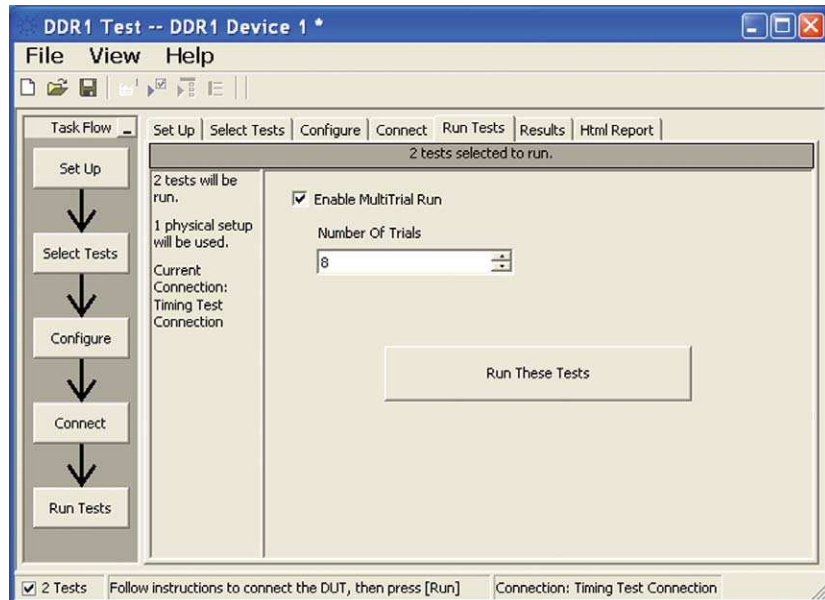 DDR1 Test -- DDR1 Device 1 *
File View Help
Task Flow
Set Up
Select Tests
Configure
Connect
Run Tests
Set Up Select Tests Configure Connect Run Tests Results Html Report
2 tests selected to run.
2 tests will be
run.
1 physical setup
will be used.
Current
Connection:
Timing Test
Connection
Enable MultiTrial Run
Number Of Trials
8
Run These Tests
2 Tests Follow instructions to connect the DUT, then press [Run] Connection: Timing Test Connection